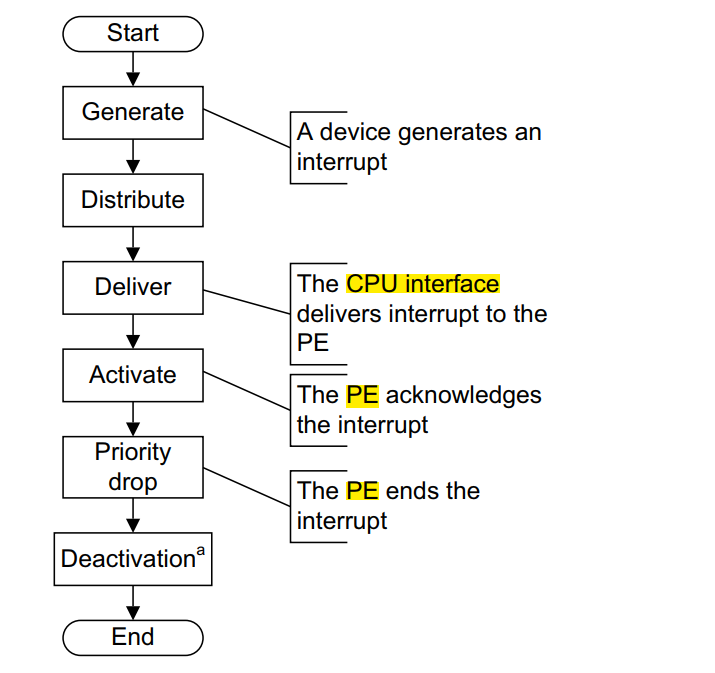 Start
Generate
A device generates an
interrupt
Distribute
Deliver
The CPU interface
delivers interrupt to the
PE
Activate
The PE acknowledges
the interrupt
Priority
drop
The PE ends the
interrupt
Deactivationᵃ
End